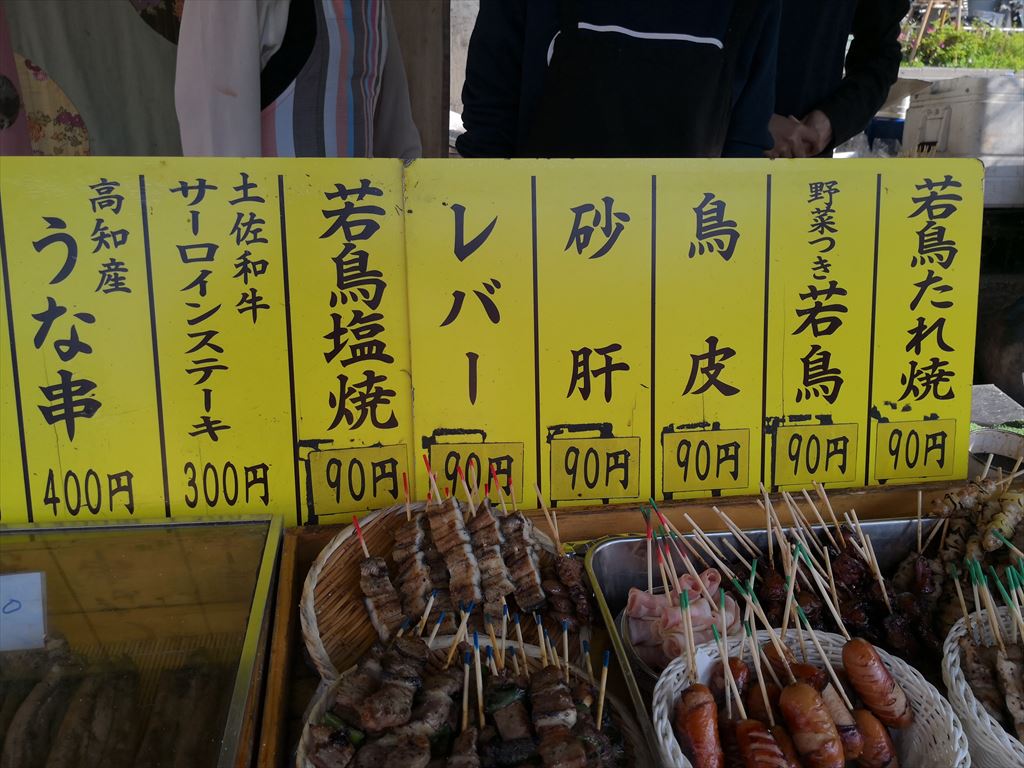 若鳥たれ焼
90円
野菜つき若鳥
90円
鳥皮
90円
砂肝
90円
レバー
90円
若鳥塩焼
90円
土佐和牛
サーロインステーキ
300円
高知産
うな串
400円
0